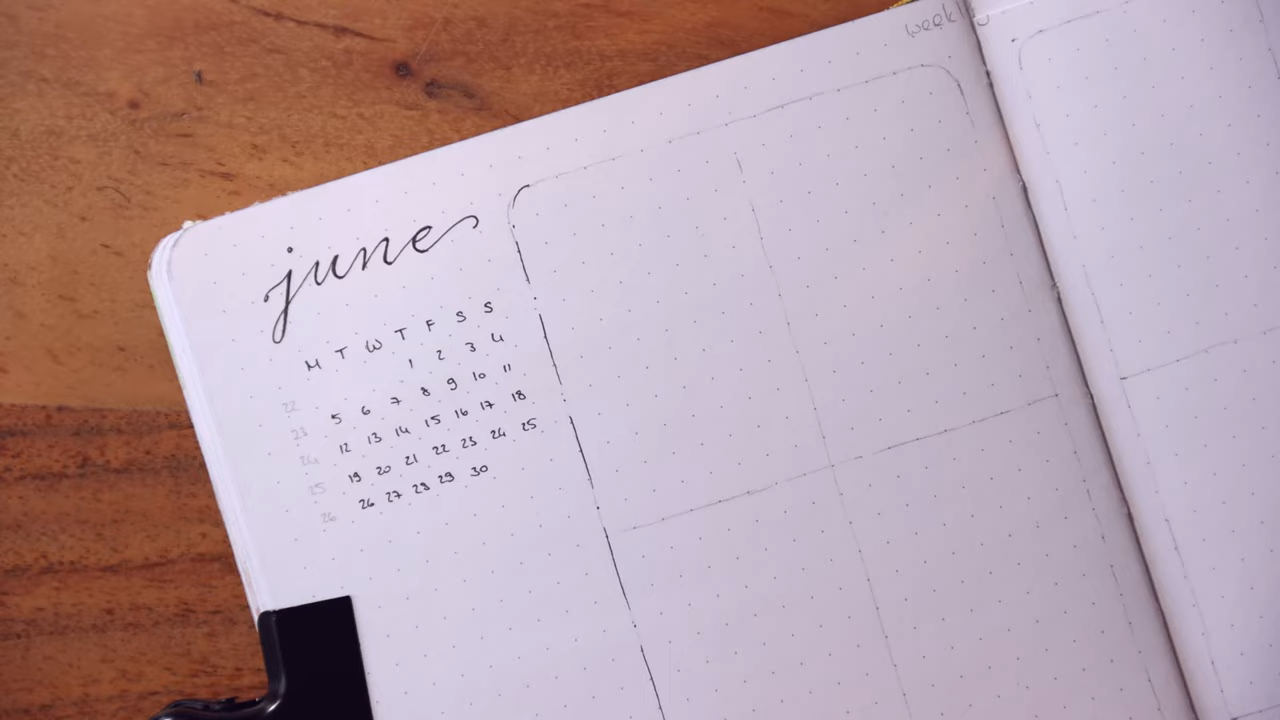 week
june
M T W T F S S
22 1 2 3 4
23 5 6 7 8 9 10 11
24 12 13 14 15 16 17 18
25 19 20 21 22 23 24 25
26 26 27 28 29 30